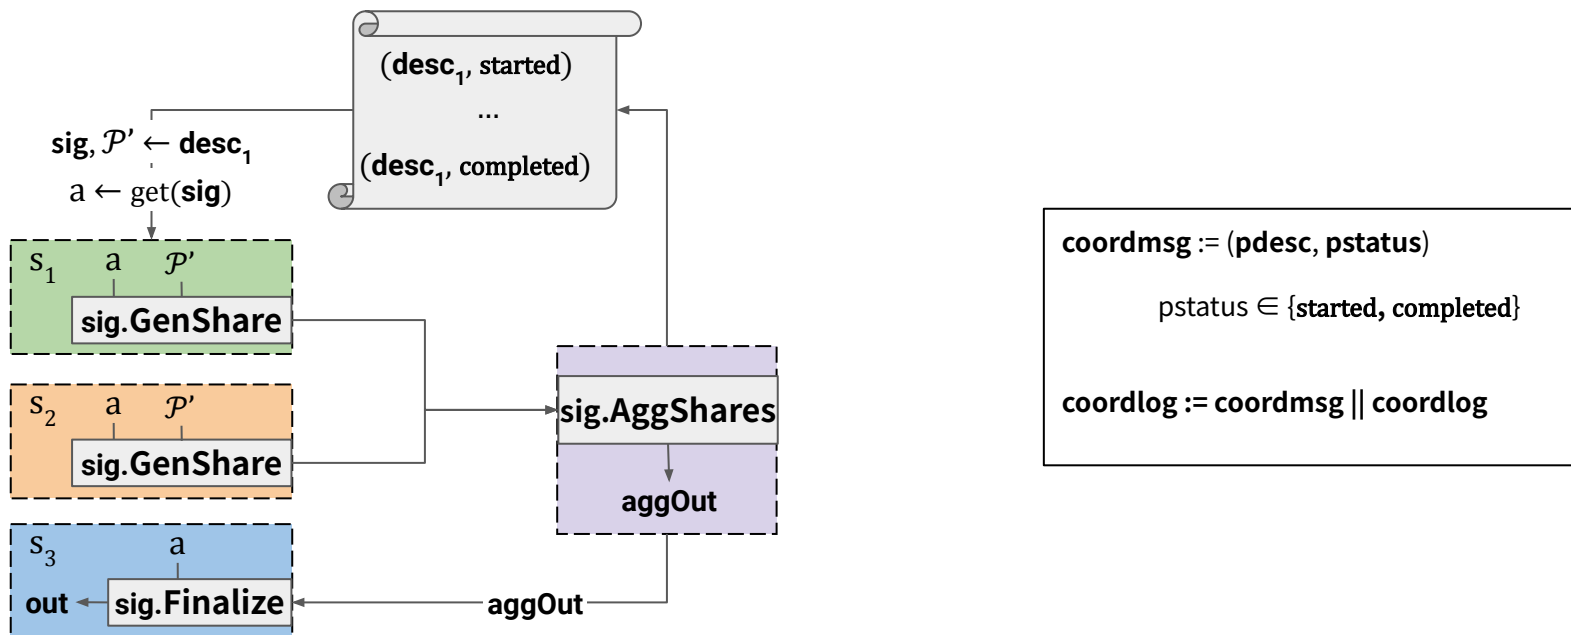 (desc₁, started)
...
(desc₁, completed)
sig, 𝒫’ ← desc₁
a ← get(sig)
s₁ a 𝒫’
sig.GenShare
s₂ a 𝒫’
sig.GenShare
s₃ a
out
sig.Finalize
sig.AggShares
aggOut
aggOut
coordmsg := (pdesc, pstatus)
pstatus ∈ {started, completed}
coordlog := coordmsg || coordlog